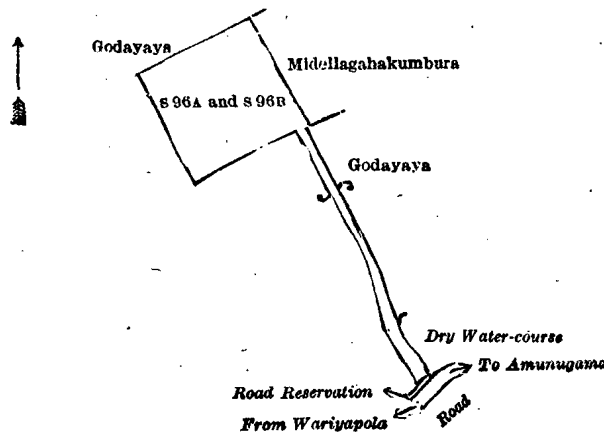 Godayaya
Midellagahakumbura
S 96A and S 96B
Godayaya
Dry Water-course
To Amunugama
Road Reservation
Road
From Wariyapola